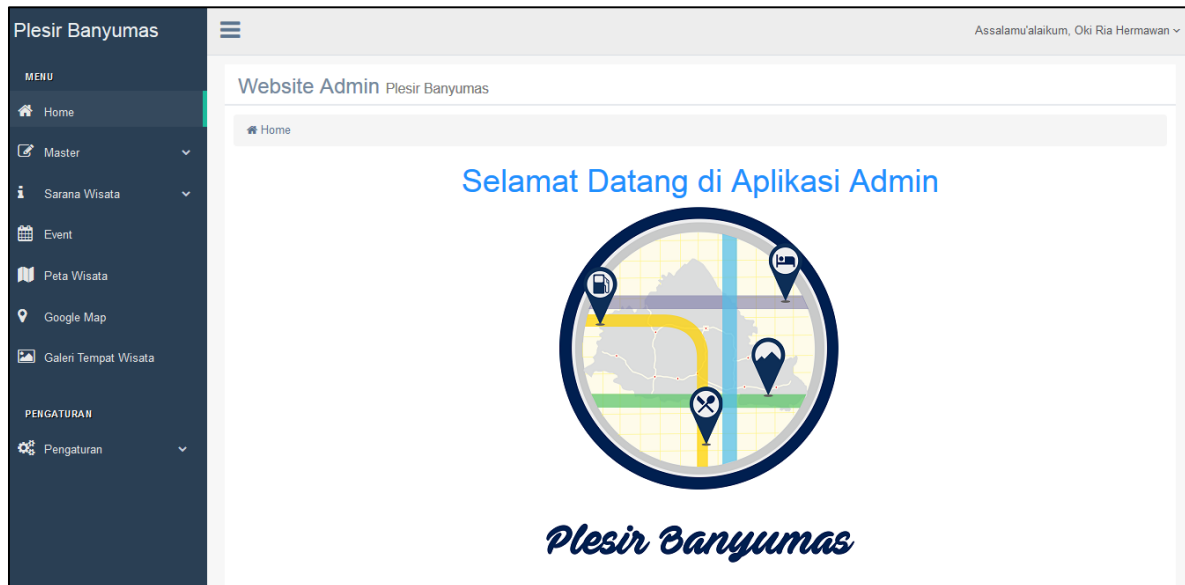 Plesir Banyumas
Assalamu'alaikum, Oki Ria Hermawan
MENU
Home
Master
Sarana Wisata
Event
Peta Wisata
Google Map
Galeri Tempat Wisata
PENGATURAN
Pengaturan
Website Admin Plesir Banyumas
Home
Selamat Datang di Aplikasi Admin
Plesir Banyumas